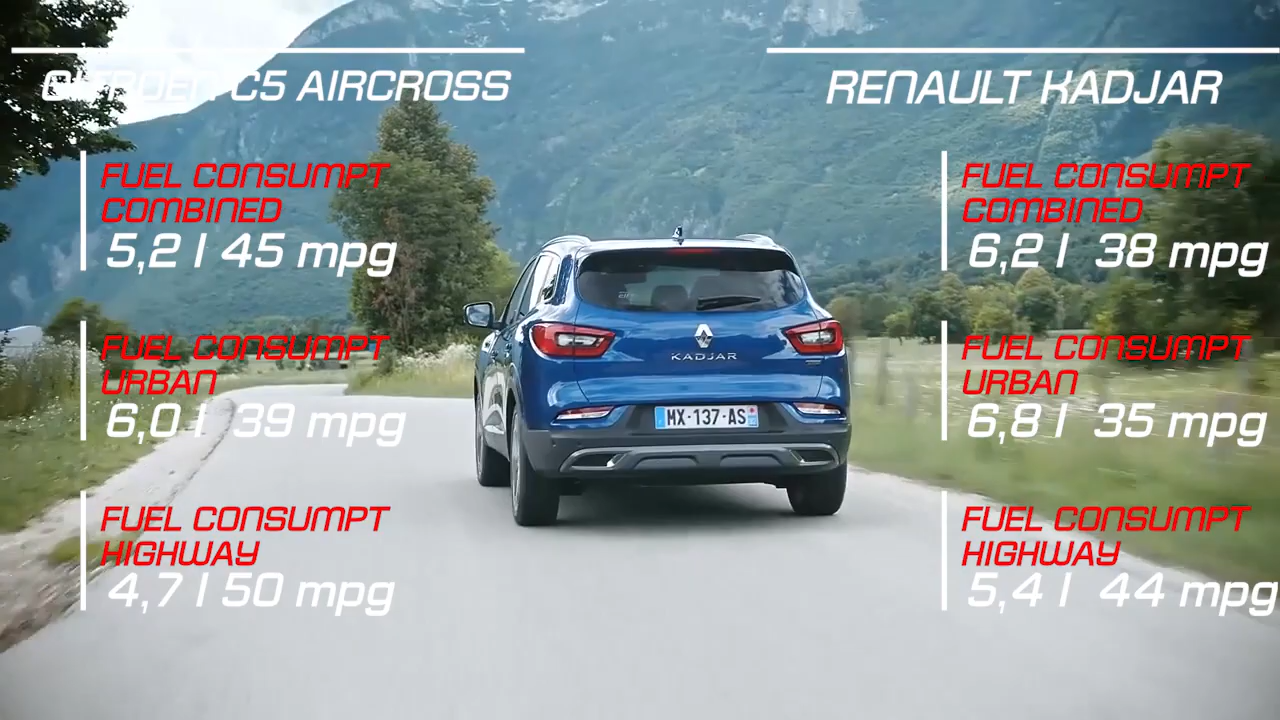 CITROEN C5 AIRCROSS
FUEL CONSUMPT
COMBINED
5,2 l 45 mpg
FUEL CONSUMPT
URBAN
6,0 l 39 mpg
FUEL CONSUMPT
HIGHWAY
4,7 l 50 mpg
RENAULT KADJAR
FUEL CONSUMPT
COMBINED
6,2 l 38 mpg
FUEL CONSUMPT
URBAN
6,8 l 35 mpg
FUEL CONSUMPT
HIGHWAY
5,4 l 44 mpg
KADJAR
MX-137-AS